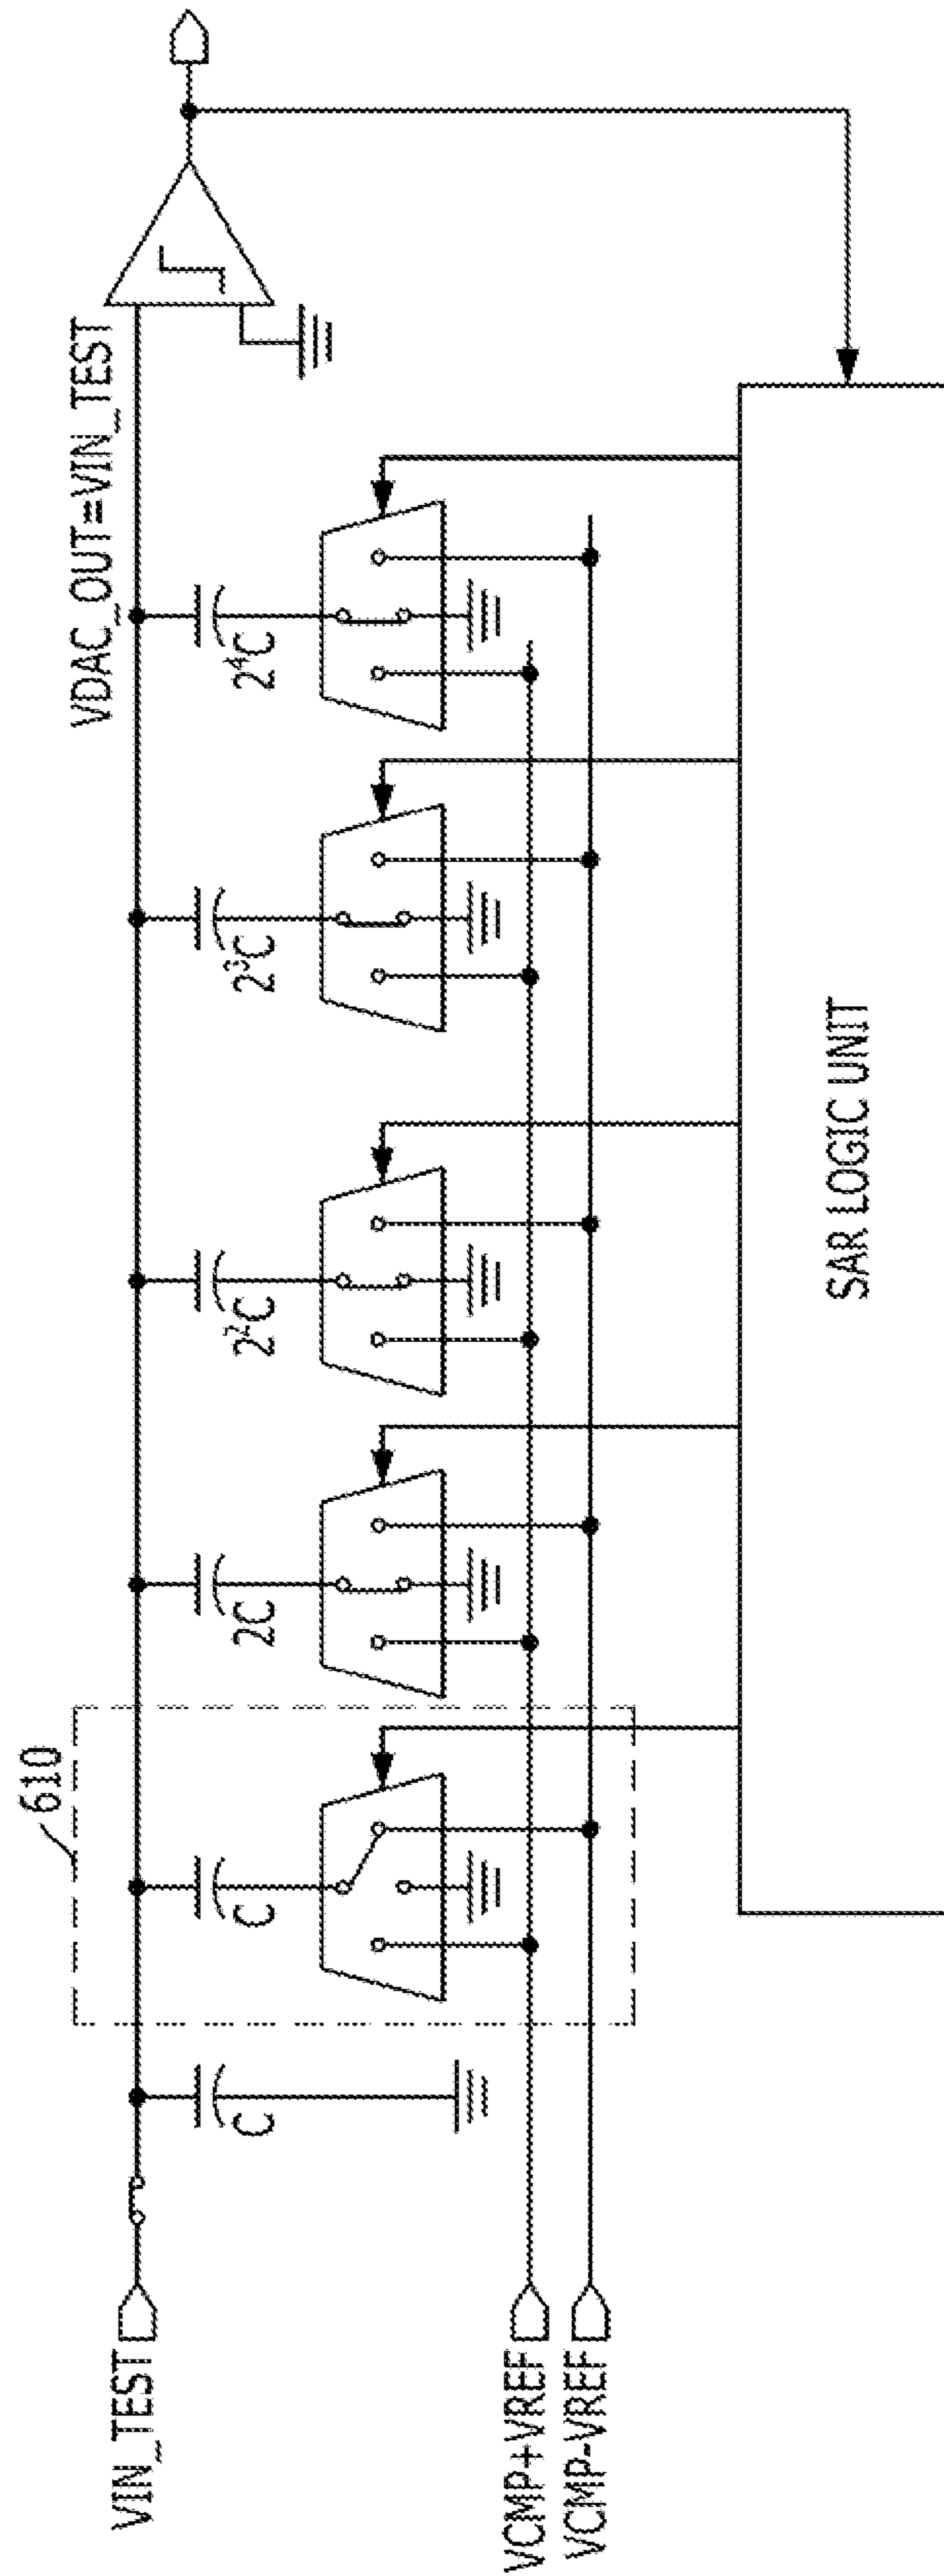 610
VIN_TEST
VDAC_OUT=VIN_TEST
C
C
2C
2²C
2³C
2⁴C
VCMP+VREF
VCMP-VREF
SAR LOGIC UNIT